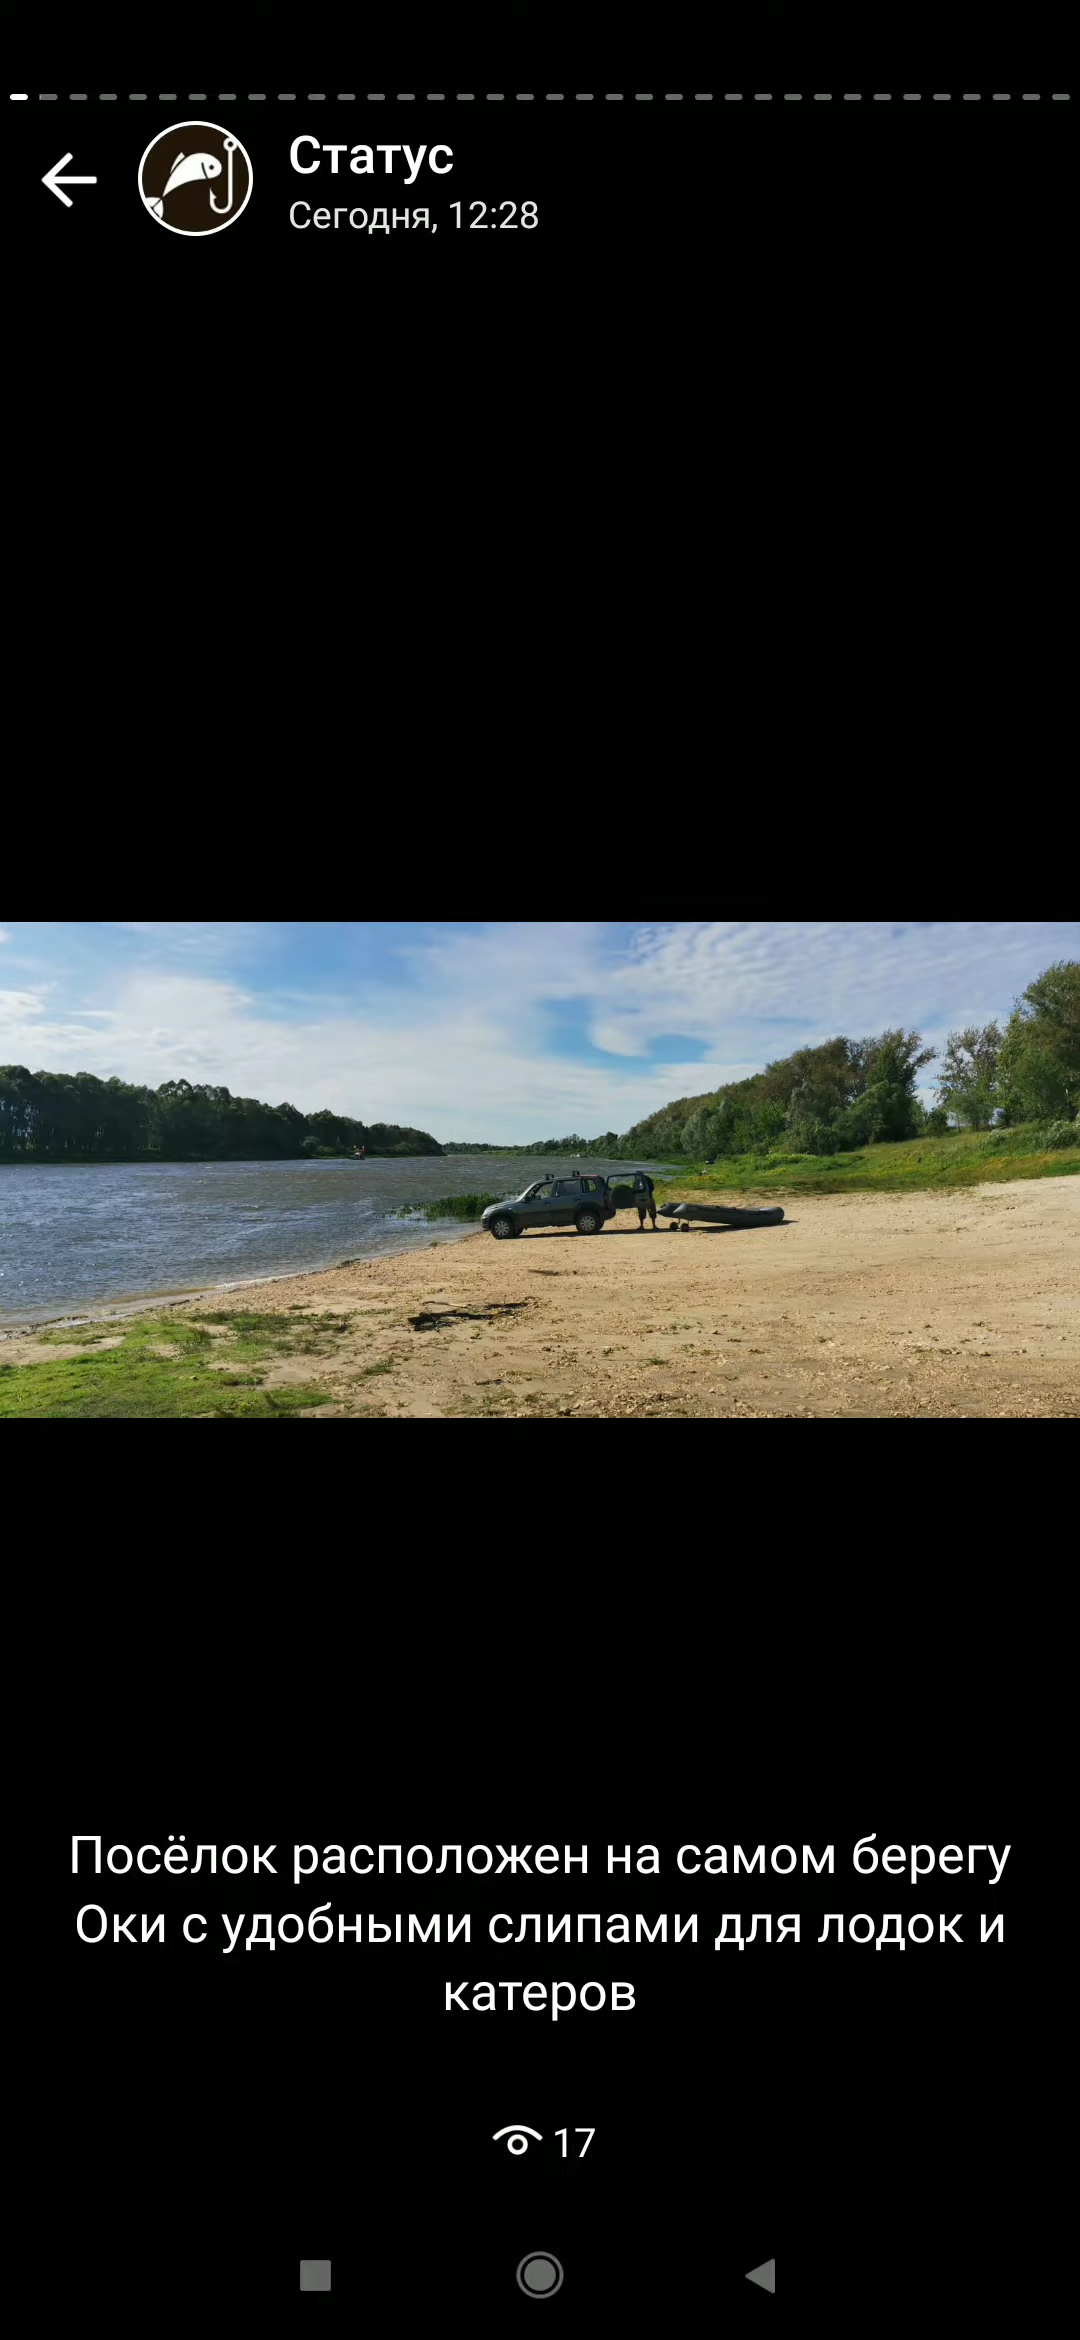 Статус
Сегодня, 12:28
Посёлок расположен на самом берегу
Оки с удобными слипами для лодок и
катеров
17